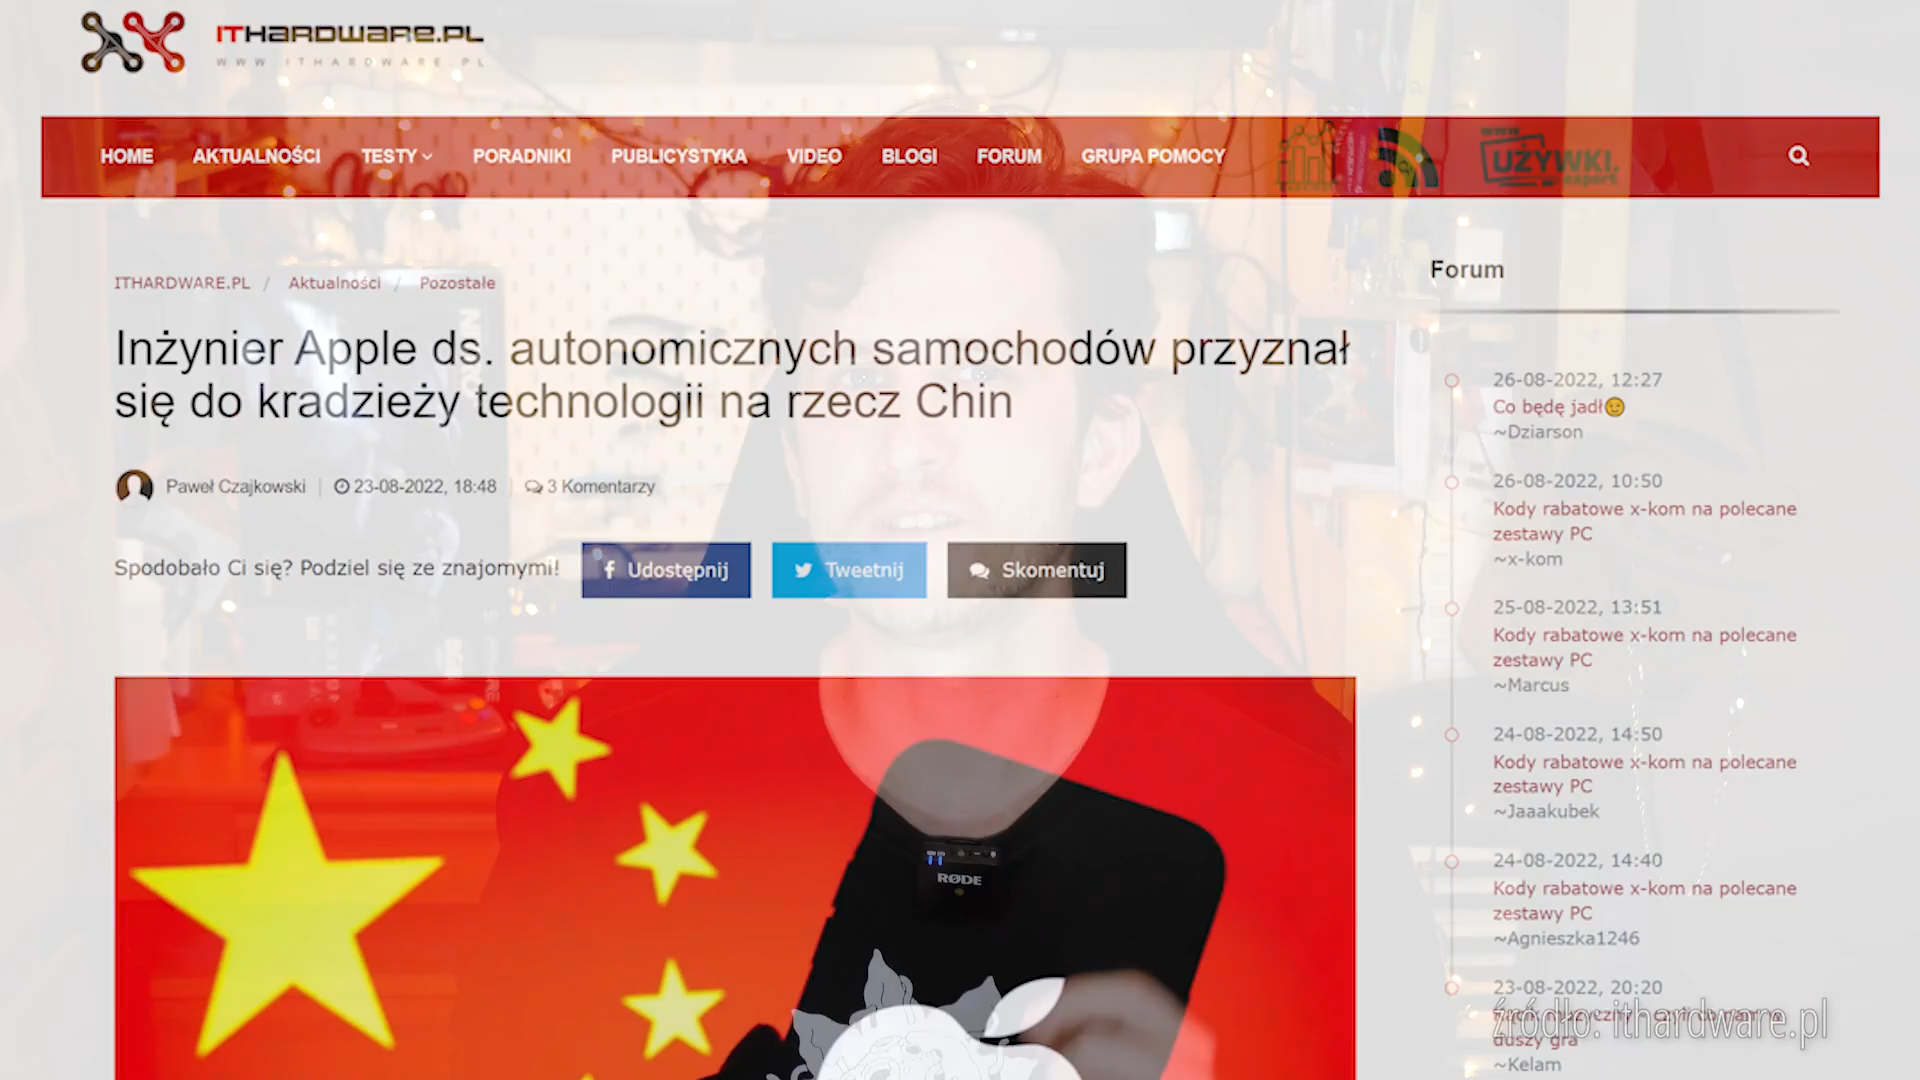 ITHARDWARE.PL
WWW.ITHARDWARE.PL
HOME AKTUALNOŚCI TESTY PORADNIKI PUBLICYSTYKA VIDEO BLOGI FORUM GRUPA POMOCY
WWW
UŻYWKI.
expert
ITHARDWARE.PL / Aktualności / Pozostałe
Inżynier Apple ds. autonomicznych samochodów przyznał
się do kradzieży technologii na rzecz Chin
Paweł Czajkowski | 23-08-2022, 18:48 | 3 Komentarzy
Spodobało Ci się? Podziel się ze znajomymi! Udostępnij Tweetnij Skomentuj
RØDE
Forum
26-08-2022, 12:27
Co będę jadł
~Dziarson
26-08-2022, 10:50
Kody rabatowe x-kom na polecane
zestawy PC
~x-kom
25-08-2022, 13:51
Kody rabatowe x-kom na polecane
zestawy PC
~Marcus
24-08-2022, 14:50
Kody rabatowe x-kom na polecane
zestawy PC
~Jaaakubek
24-08-2022, 14:40
Kody rabatowe x-kom na polecane
zestawy PC
~Agnieszka1246
23-08-2022, 20:20
duszy gra
~Kelam
źródło: ithardware.pl